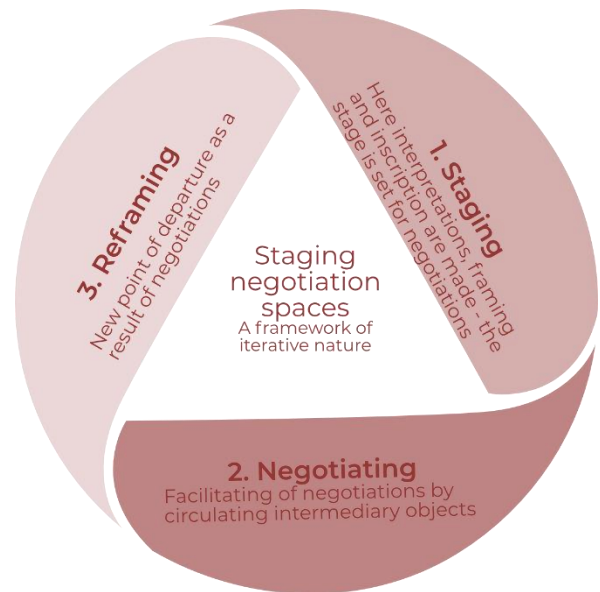 Staging
negotiation
spaces
A framework of
iterative nature
1. Staging
Here interpretations, framing
and inscription are made - the
stage is set for negotiations
2. Negotiating
Facilitating of negotiations by
circulating intermediary objects
3. Reframing
New point of departure as a
result of negotiations